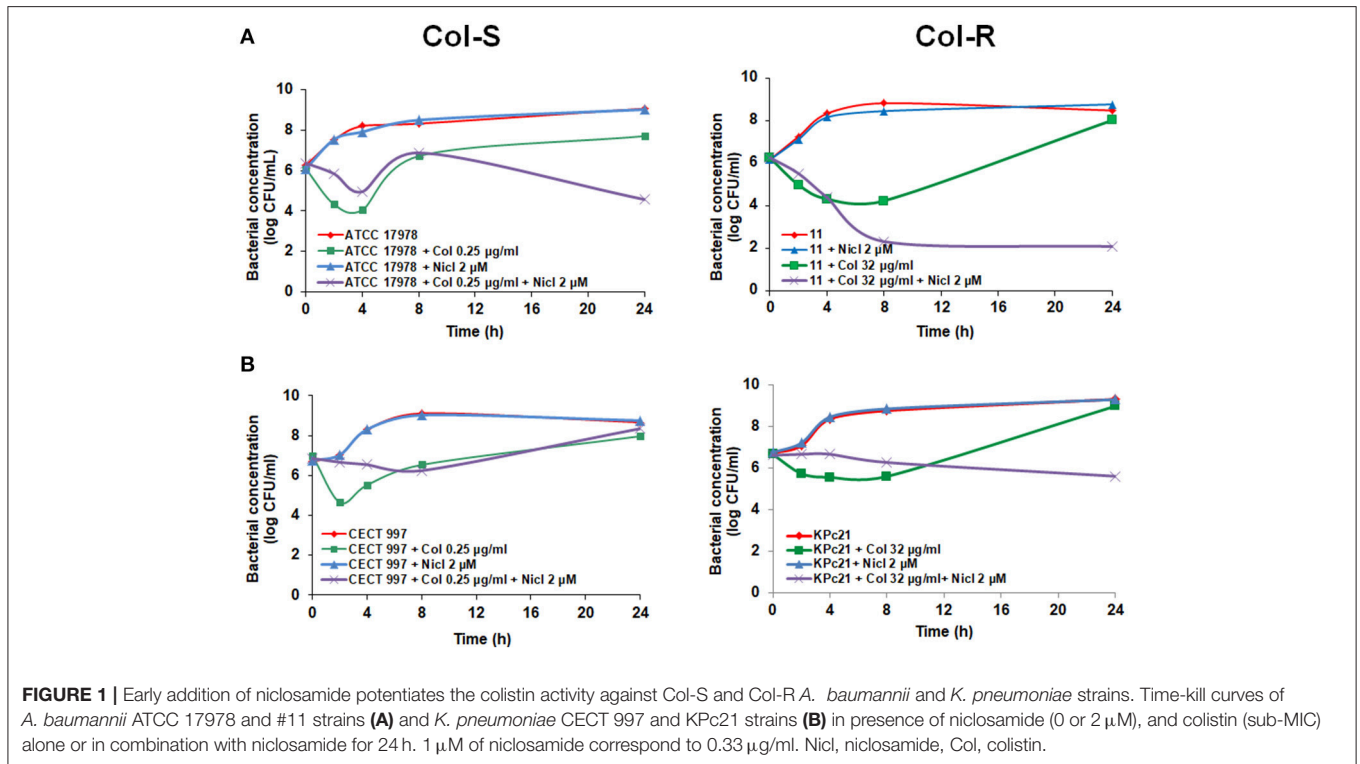 A
Col-S
Col-R
Bacterial concentration
(log CFU/mL)
10
8
6
4
2
0
ATCC 17978
ATCC 17978 + Col 0.25 µg/ml
ATCC 17978 + Nicl 2 µM
ATCC 17978 + Col 0.25 µg/ml + Nicl 2 µM
0 4 8 12 16 20 24
Time (h)
Bacterial concentration
(log CFU/ml)
10
8
6
4
2
0
11
11 + Nicl 2 µM
11 + Col 32 µg/ml
11 + Col 32 µg/ml + Nicl 2 µM
0 4 8 12 16 20 24
Time (h)
B
Bacterial concentration
(log CFU/ml)
10
8
6
4
2
0
CECT 997
CECT 997 + Col 0.25 µg/ml
CECT 997 + Nicl 2 µM
CECT 997 + Col 0.25 µg/ml + Nicl 2 µM
0 4 8 12 16 20 24
Time (h)
Bacterial concentration
(log CFU/ml)
10
8
6
4
2
0
KPc21
KPc21 + Col 32 µg/ml
KPc21 + Nicl 2 µM
KPc21 + Col 32 µg/ml+ Nicl 2 µM
0 4 8 12 16 20 24
Time (h)
FIGURE 1 | Early addition of niclosamide potentiates the colistin activity against Col-S and Col-R A. baumannii and K. pneumoniae strains. Time-kill curves of
A. baumannii ATCC 17978 and #11 strains (A) and K. pneumoniae CECT 997 and KPc21 strains (B) in presence of niclosamide (0 or 2 µM), and colistin (sub-MIC)
alone or in combination with niclosamide for 24 h. 1 µM of niclosamide correspond to 0.33 µg/ml. Nicl, niclosamide, Col, colistin.